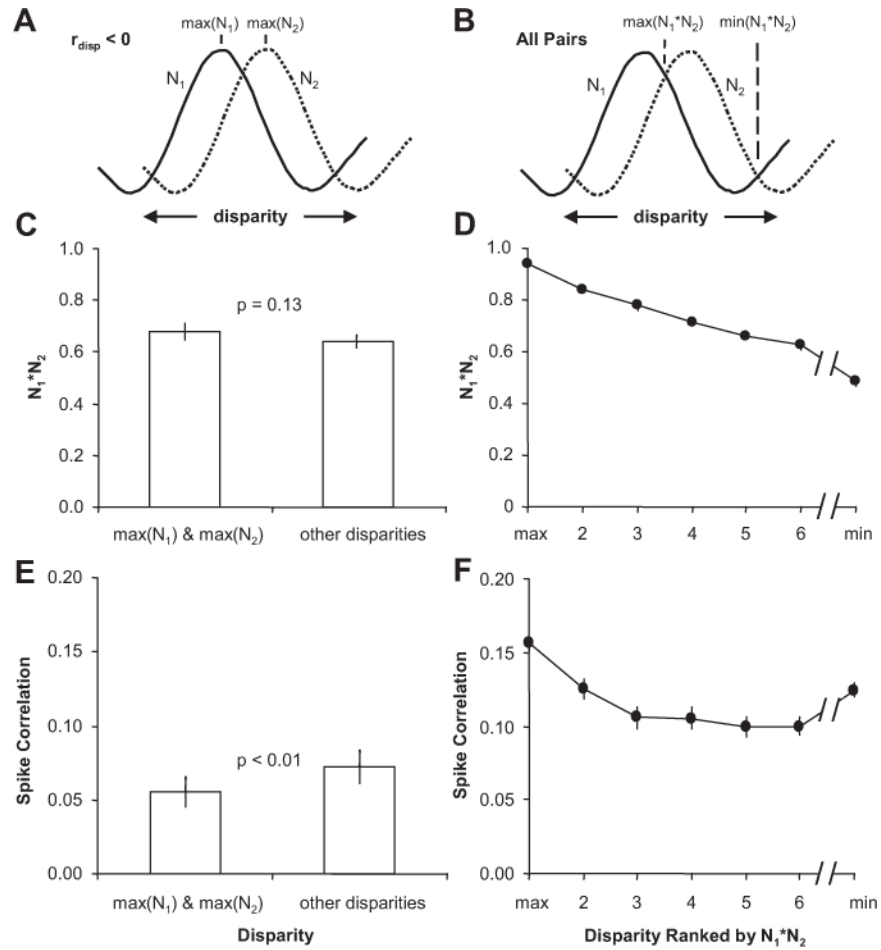 A
r_disp < 0
max(N₁)
max(N₂)
N₁
N₂
disparity
B
All Pairs
max(N₁*N₂)
min(N₁*N₂)
N₁
N₂
disparity
C
1.0
0.8
0.6
0.4
0.2
0.0
N₁*N₂
p = 0.13
max(N₁) & max(N₂)
other disparities
D
1.0
0.8
0.6
0.4
0.2
0
N₁*N₂
max 2 3 4 5 6 min
E
0.20
0.15
0.10
0.05
0.00
Spike Correlation
p < 0.01
max(N₁) & max(N₂)
other disparities
Disparity
F
0.20
0.15
0.10
0.05
0.00
Spike Correlation
max 2 3 4 5 6 min
Disparity Ranked by N₁*N₂